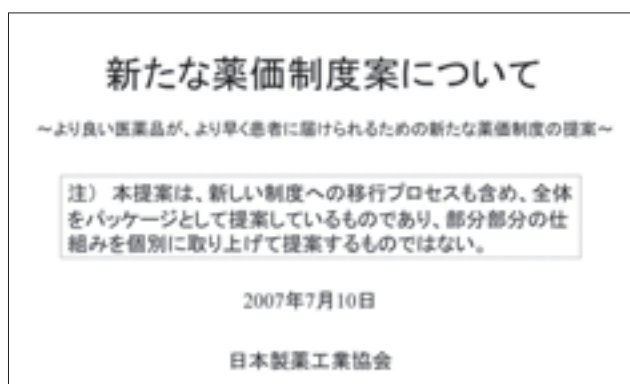 新たな薬価制度案について
～より良い医薬品が、より早く患者に届けられるための新たな薬価制度の提案～
注） 本提案は、新しい制度への移行プロセスも含め、全体
をパッケージとして提案しているものであり、部分部分の仕
組みを個別に取り上げて提案するものではない。
2007年7月10日
日本製薬工業協会